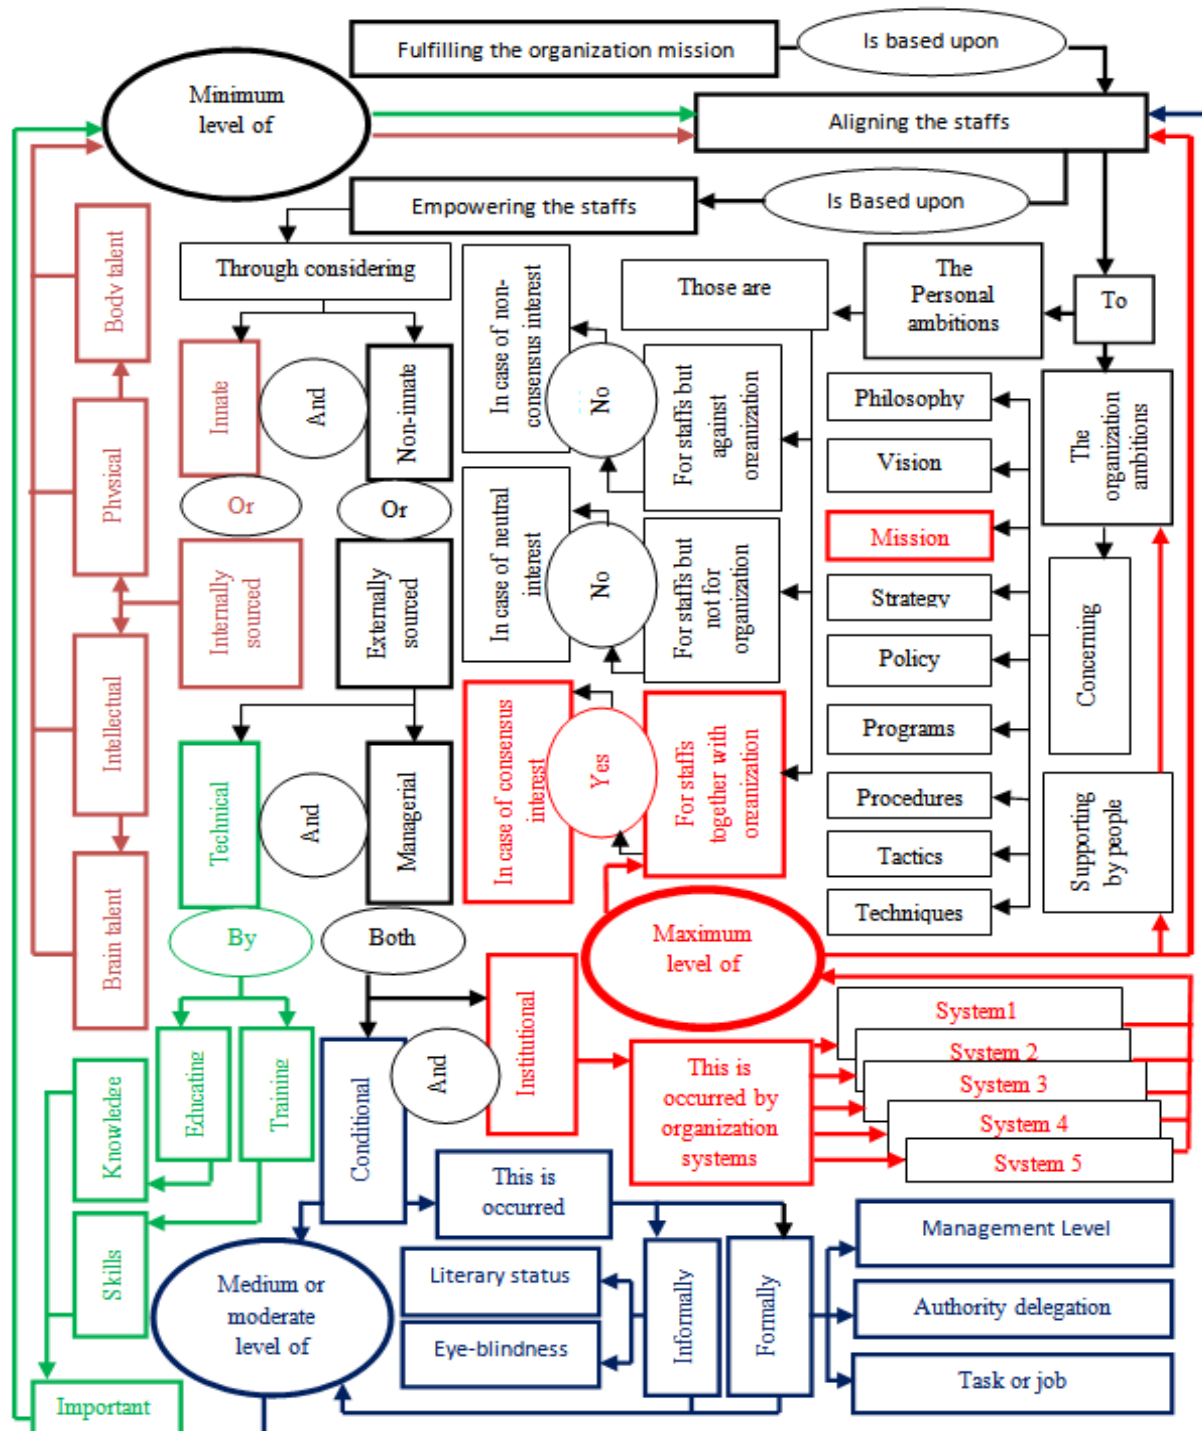 Fulfilling the organization mission
Is based upon
Minimum
level of
Aligning the staffs
Empowering the staffs
Is Based upon
Through considering
In case of non-
consensus interest
Those are
The
Personal
ambitions
To
Body talent
Innate
And
Non-innate
No
For staffs but
against
organization
Philosophy
The
organization
ambitions
Physical
Vision
Or
Or
In case of neutral
interest
No
For staffs but
not for
organization
Mission
Internally
sourced
Externally
sourced
Strategy
Concerning
Policy
Intellectual
In case of consensus
interest
Yes
For staffs
together with
organization
Programs
Technical
And
Managerial
Procedures
Supporting
by people
Tactics
Techniques
Brain talent
By
Both
Maximum
level of
Institutional
System1
System 2
System 3
System 4
System 5
This is
occurred by
organization
systems
Knowledge
Educating
Training
Conditional
And
This is
occurred
Skills
Medium or
moderate
level of
Literary status
Eye-blindness
Informally
Formally
Management Level
Authority delegation
Task or job
Important